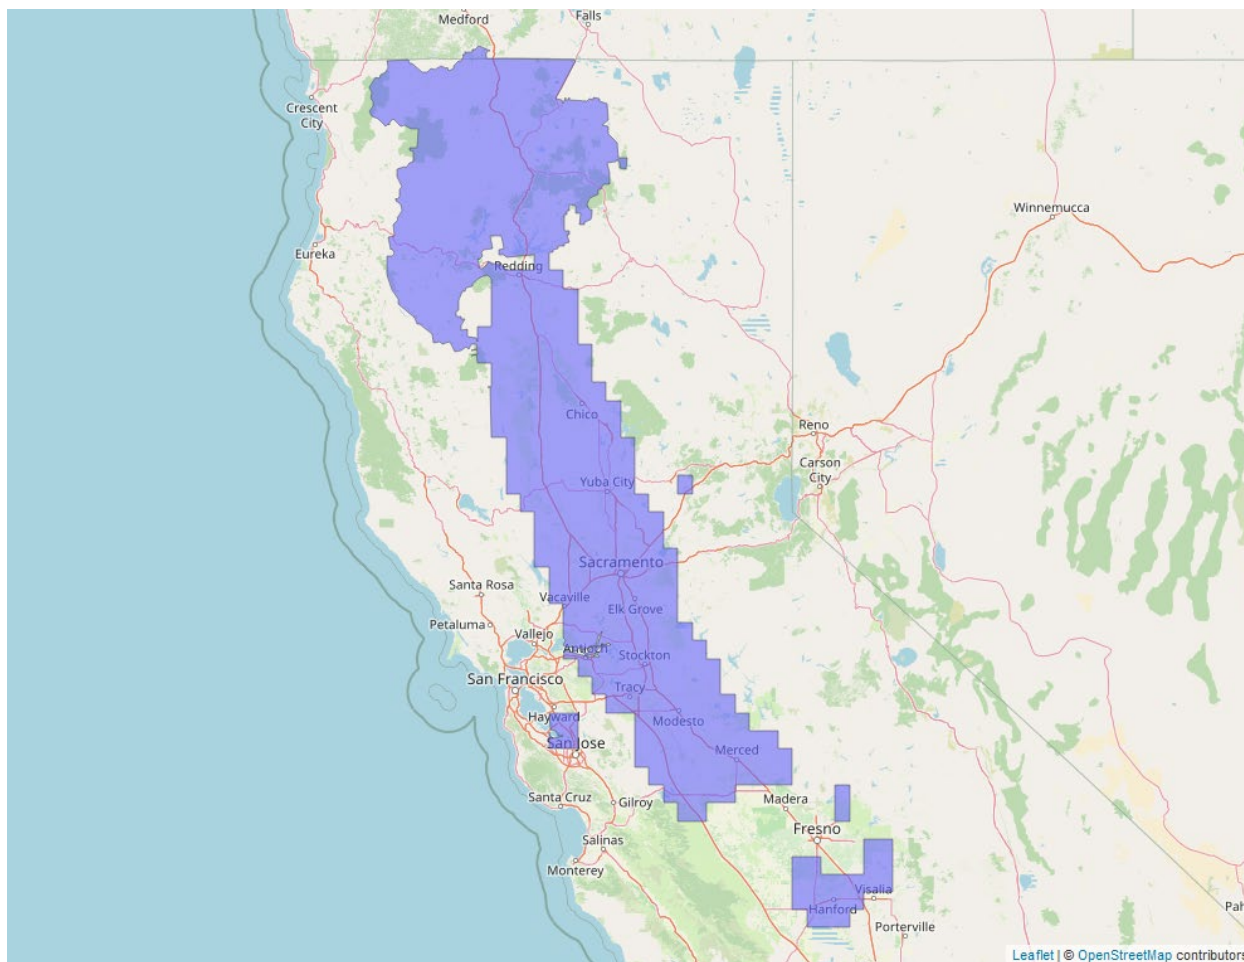 Medford
Falls
Crescent
City
Winnemucca
Eureka
Redding
Chico
Reno
Carson
City
Yuba City
Sacramento
Santa Rosa
Vacaville
Elk Grove
Petaluma
Vallejo
Antioch
Stockton
San Francisco
Tracy
Hayward
Modesto
San Jose
Merced
Santa Cruz
Gilroy
Madera
Fresno
Salinas
Monterey
Visalia
Hanford
Pah
Porterville
Leaflet | © OpenStreetMap contributors